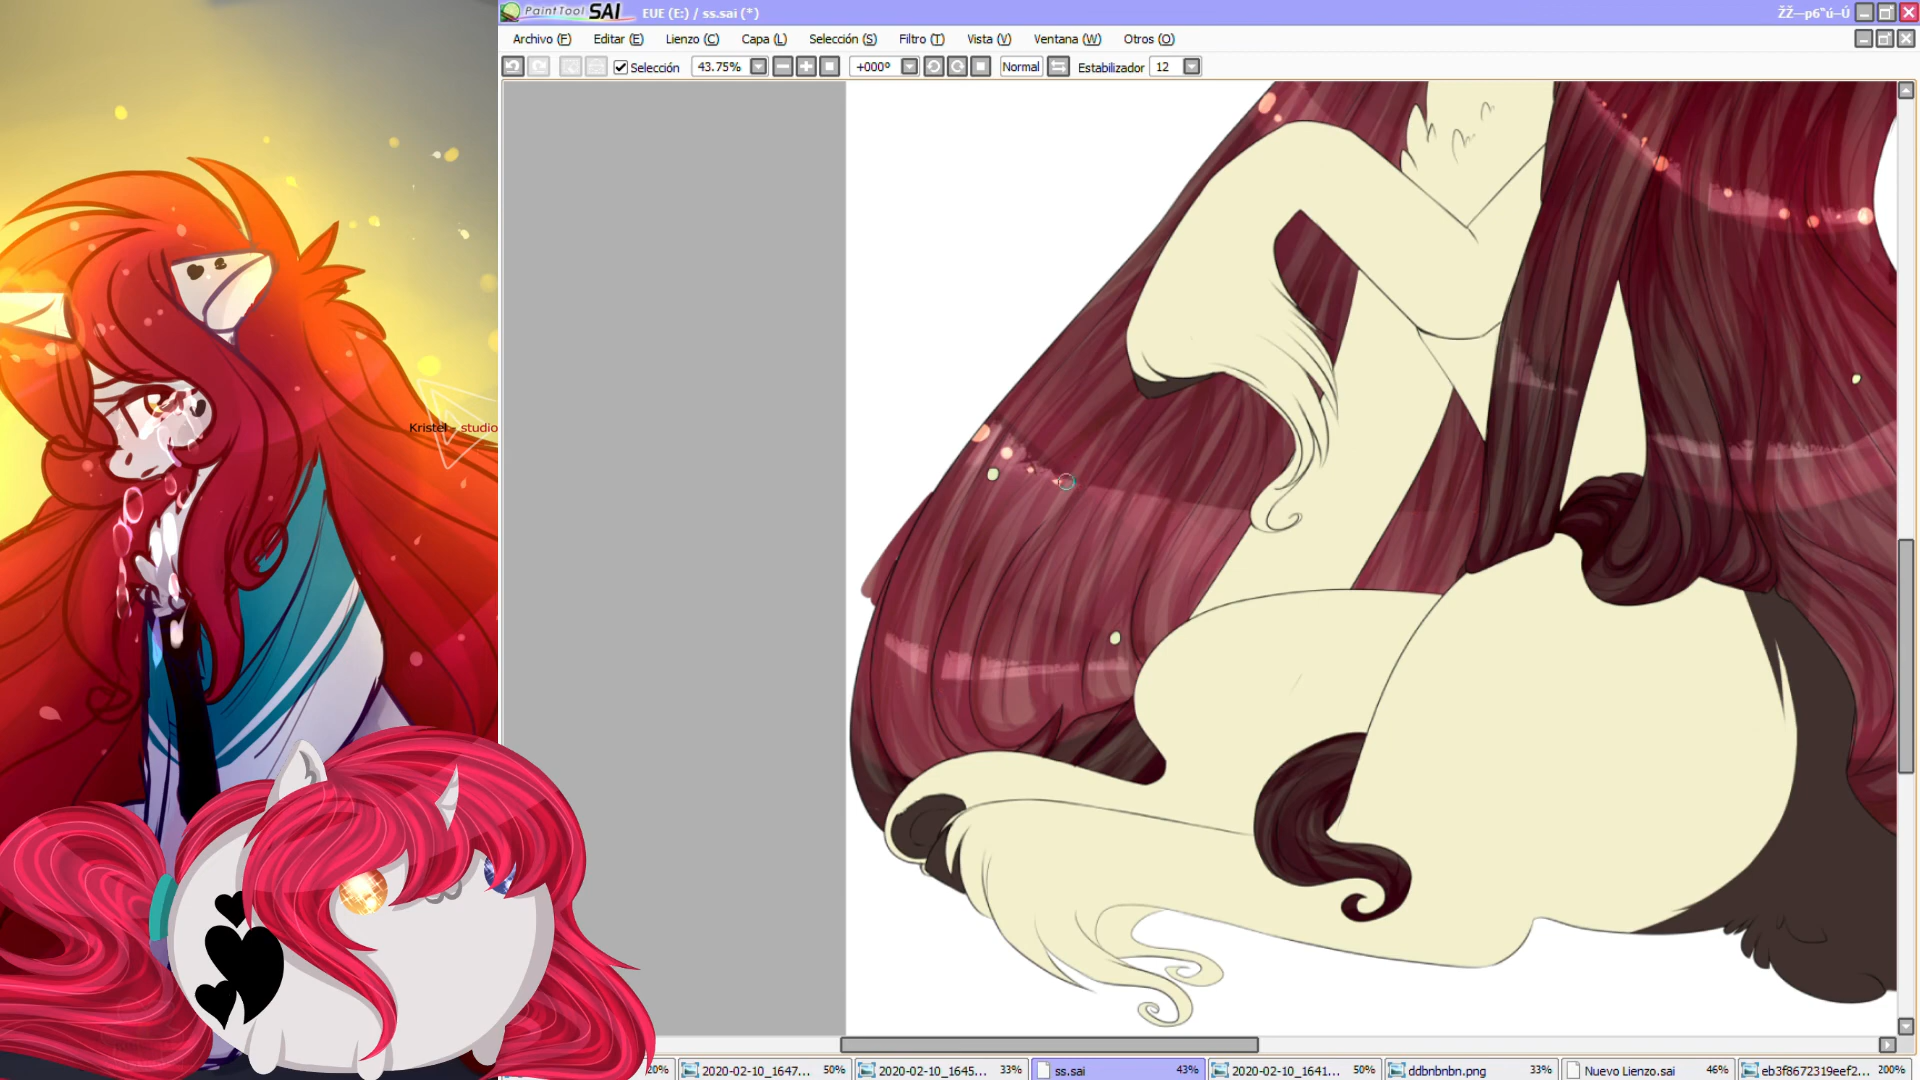 PaintTool SAI EUE (E:) / ss.sai (*)
Archivo (F) Editar (E) Lienzo (C) Capa (L) Selección (S) Filtro (T) Vista (V) Ventana (W) Otros (O)
Selección 43.75% +000º Normal Estabilizador 12
Kristel - studio
20% 2020-02-10_1647... 50% 2020-02-10_1645... 33% ss.sai 43% 2020-02-10_1641... 50% ddbnbnbn.png 33% Nuevo Lienzo.sai 46% eb3f8672319eef2... 200%